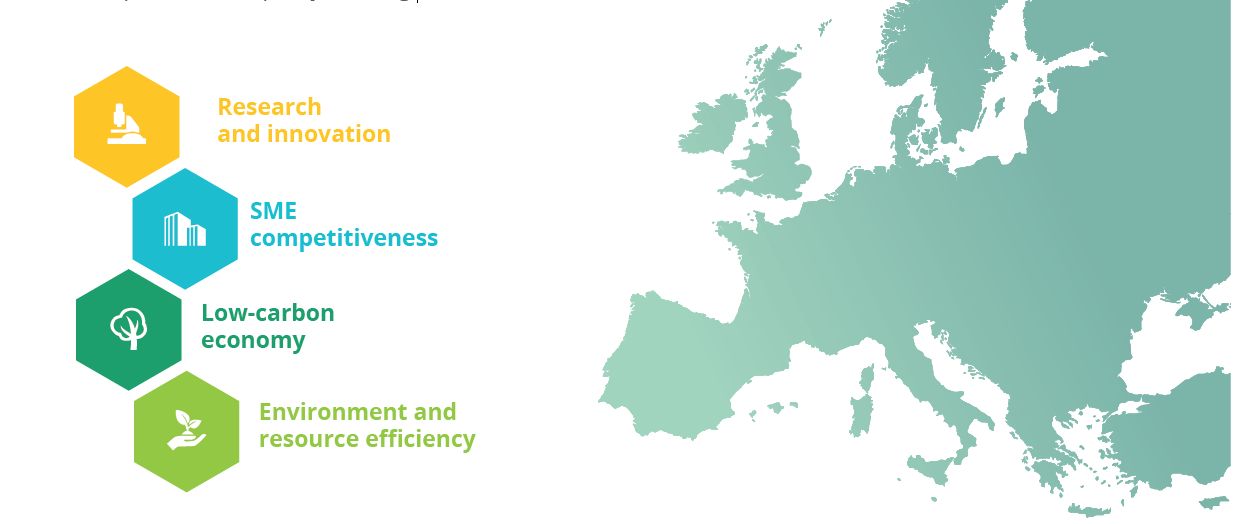 Research
and innovation
SME
competitiveness
Low-carbon
economy
Environment and
resource efficiency